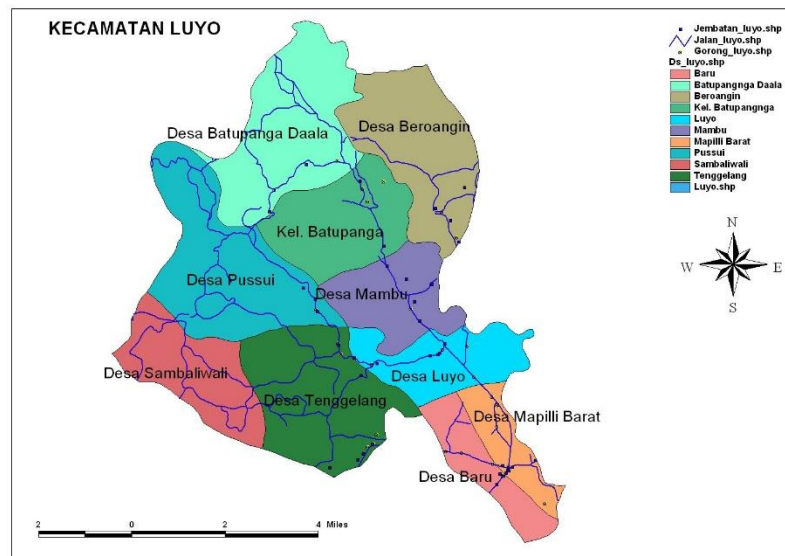 KECAMATAN LUYO
Jembatan_luyo.shp
Jalan_luyo.shp
Gorong_luyo.shp
Ds_luyo.shp
Baru
Batupangnga Daala
Beroangin
Kel. Batupangnga
Luyo
Mambu
Mapilli Barat
Pussui
Sambaliwali
Tenggelang
Luyo.shp
Desa Batupanga Daala
Desa Beroangin
Kel. Batupanga
Desa Pussui
Desa Mambu
Desa Sambaliwali
Desa Luyo
Desa Tenggelang
Desa Mapilli Barat
Desa Baru
N
W E
S
2 0 2 4 Miles